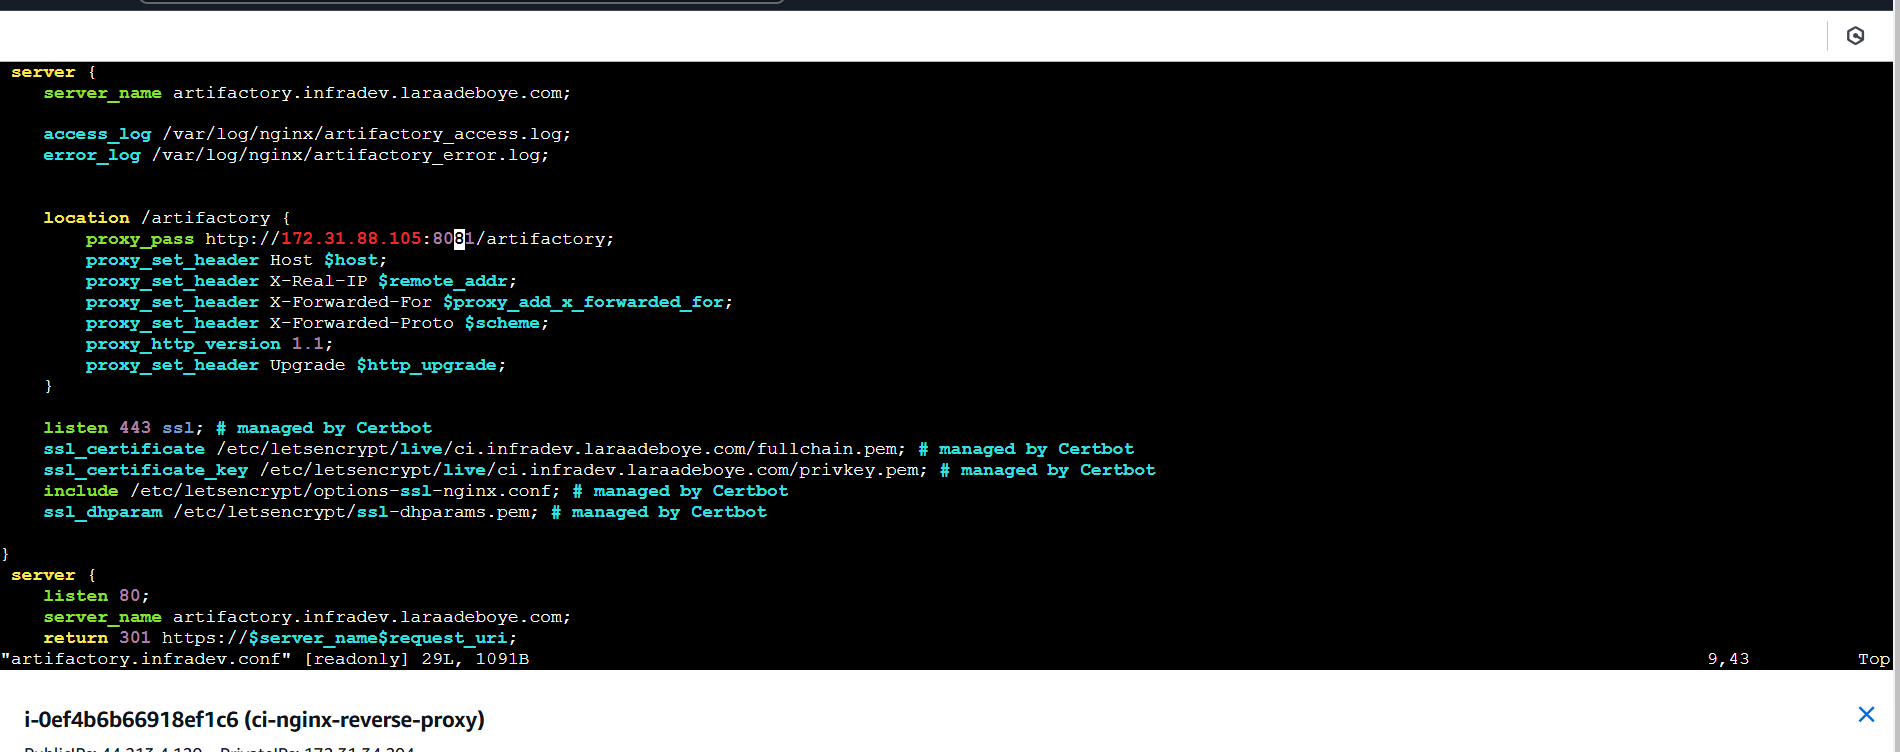 server {
server_name artifactory.infradev.laraadeboye.com;
access_log /var/log/nginx/artifactory_access.log;
error_log /var/log/nginx/artifactory_error.log;
location /artifactory {
proxy_pass http://172.31.88.105:8081/artifactory;
proxy_set_header Host $host;
proxy_set_header X-Real-IP $remote_addr;
proxy_set_header X-Forwarded-For $proxy_add_x_forwarded_for;
proxy_set_header X-Forwarded-Proto $scheme;
proxy_http_version 1.1;
proxy_set_header Upgrade $http_upgrade;
}
listen 443 ssl; # managed by Certbot
ssl_certificate /etc/letsencrypt/live/ci.infradev.laraadeboye.com/fullchain.pem; # managed by Certbot
ssl_certificate_key /etc/letsencrypt/live/ci.infradev.laraadeboye.com/privkey.pem; # managed by Certbot
include /etc/letsencrypt/options-ssl-nginx.conf; # managed by Certbot
ssl_dhparam /etc/letsencrypt/ssl-dhparams.pem; # managed by Certbot
}
server {
listen 80;
server_name artifactory.infradev.laraadeboye.com;
return 301 https://$server_name$request_uri;
"artifactory.infradev.conf" [readonly] 29L, 1091B 9,43 Top
i-0ef4b6b66918ef1c6 (ci-nginx-reverse-proxy)